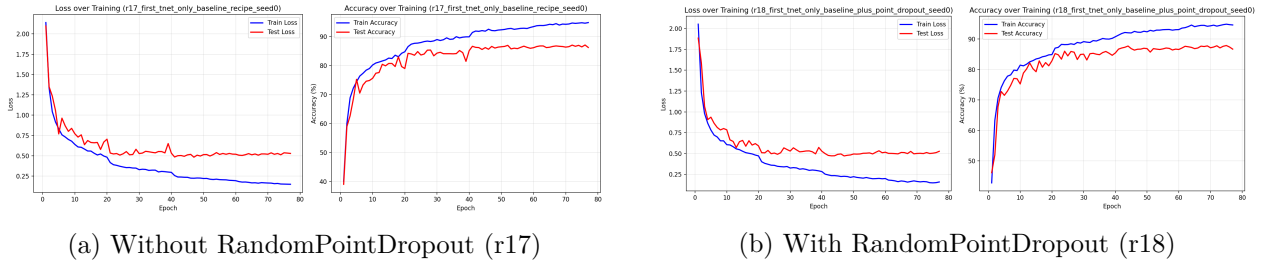 Loss over Training (r17_first_tnet_only_baseline_recipe_seed0)
Train Loss
Test Loss
2.00
1.75
1.50
1.25
1.00
0.75
0.50
0.25
Loss
0 10 20 30 40 50 60 70 80
Epoch
Accuracy over Training (r17_first_tnet_only_baseline_recipe_seed0)
Train Accuracy
Test Accuracy
90
80
70
60
50
40
Accuracy (%)
0 10 20 30 40 50 60 70 80
Epoch
(a) Without RandomPointDropout (r17)
Loss over Training (r18_first_tnet_only_baseline_plus_point_dropout_seed0)
Train Loss
Test Loss
2.00
1.75
1.50
1.25
1.00
0.75
0.50
0.25
Loss
0 10 20 30 40 50 60 70 80
Epoch
Accuracy over Training (r18_first_tnet_only_baseline_plus_point_dropout_seed0)
Train Accuracy
Test Accuracy
90
80
70
60
50
Accuracy (%)
0 10 20 30 40 50 60 70 80
Epoch
(b) With RandomPointDropout (r18)